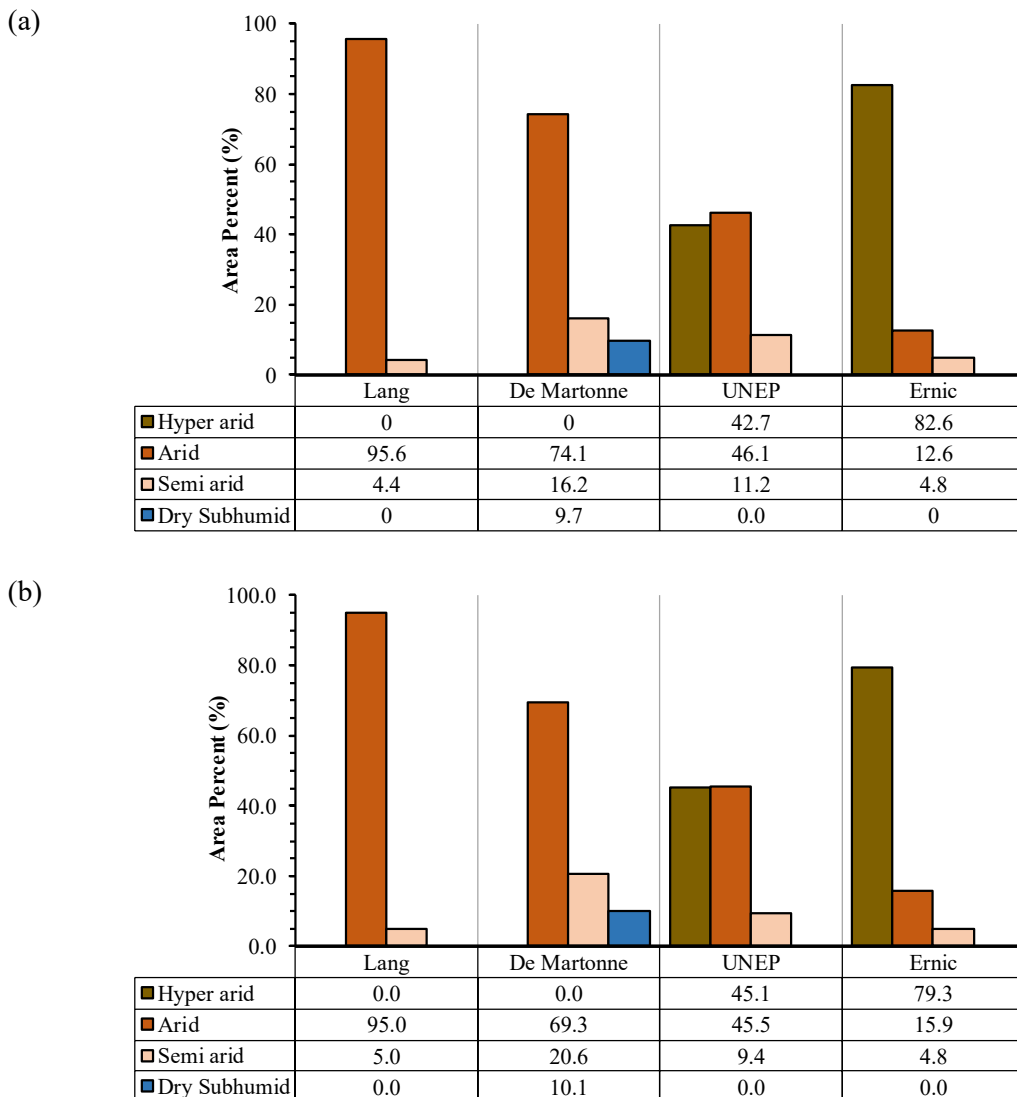 (a)
100
80
60
40
20
0
Area Percent (%)
Lang De Martonne UNEP Ernic
Hyper arid 0 0 42.7 82.6
Arid 95.6 74.1 46.1 12.6
Semi arid 4.4 16.2 11.2 4.8
Dry Subhumid 0 9.7 0.0 0
(b)
100.0
80.0
60.0
40.0
20.0
0.0
Area Percent (%)
Lang De Martonne UNEP Ernic
Hyper arid 0.0 0.0 45.1 79.3
Arid 95.0 69.3 45.5 15.9
Semi arid 5.0 20.6 9.4 4.8
Dry Subhumid 0.0 10.1 0.0 0.0